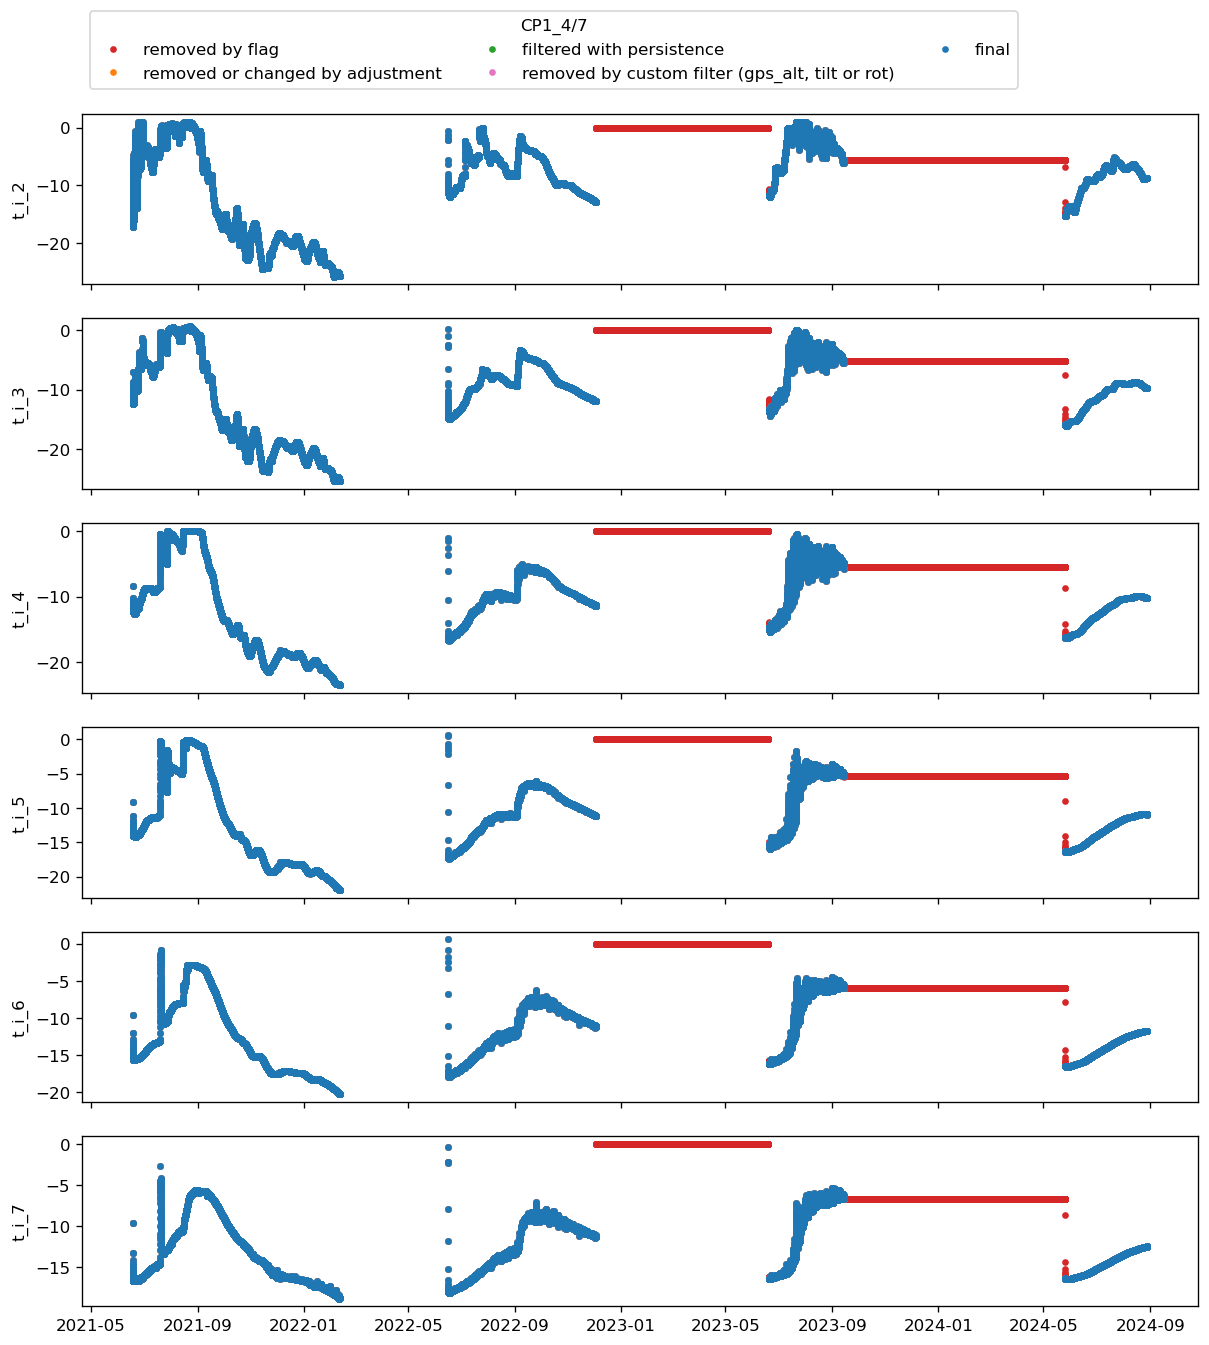 CP1_4/7
removed by flag
filtered with persistence
final
removed or changed by adjustment
removed by custom filter (gps_alt, tilt or rot)
0
−10
−20
t_i_2
0
−10
−20
t_i_3
0
−10
−20
t_i_4
0
−5
−10
−15
−20
t_i_5
0
−5
−10
−15
−20
t_i_6
0
−5
−10
−15
t_i_7
2021-05 2021-09 2022-01 2022-05 2022-09 2023-01 2023-05 2023-09 2024-01 2024-05 2024-09